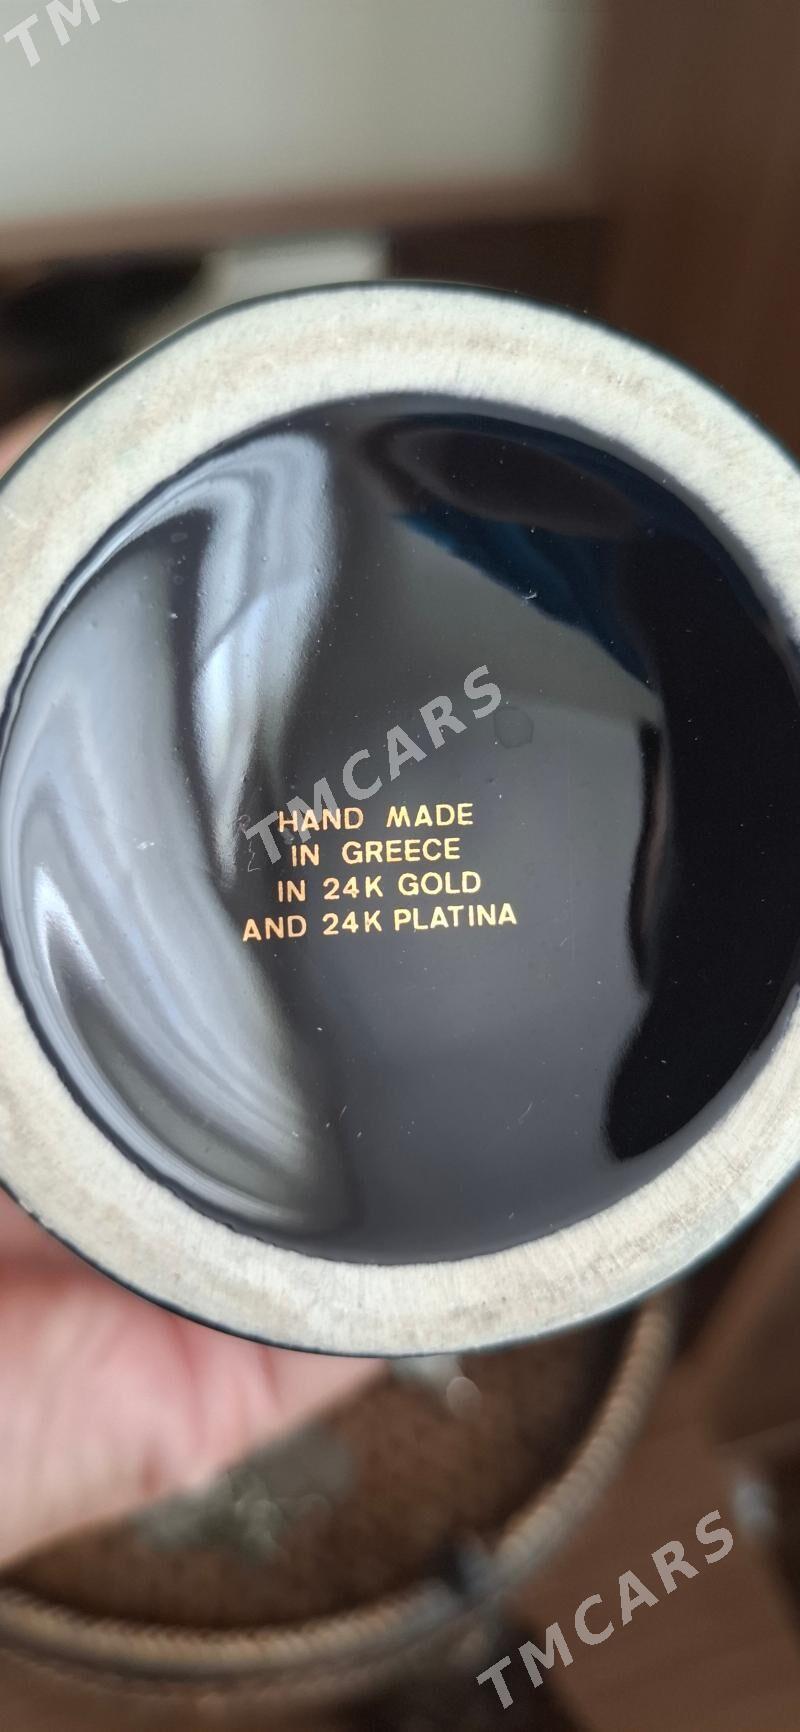 TMCARS
TMCARS
HAND MADE
IN GREECE
IN 24K GOLD
AND 24K PLATINA
TMCARS